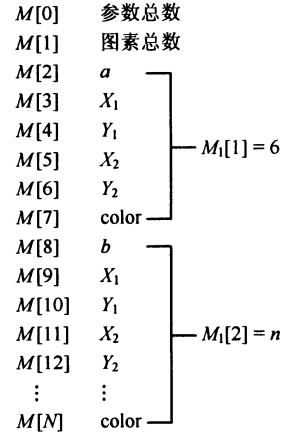 M[0] 参数总数
M[1] 图素总数
M[2] a
M[3] X₁
M[4] Y₁
M[5] X₂ M₁[1] = 6
M[6] Y₂
M[7] color
M[8] b
M[9] X₁
M[10] Y₁
M[11] X₂ M₁[2] = n
M[12] Y₂
⋮ ⋮
M[N] color